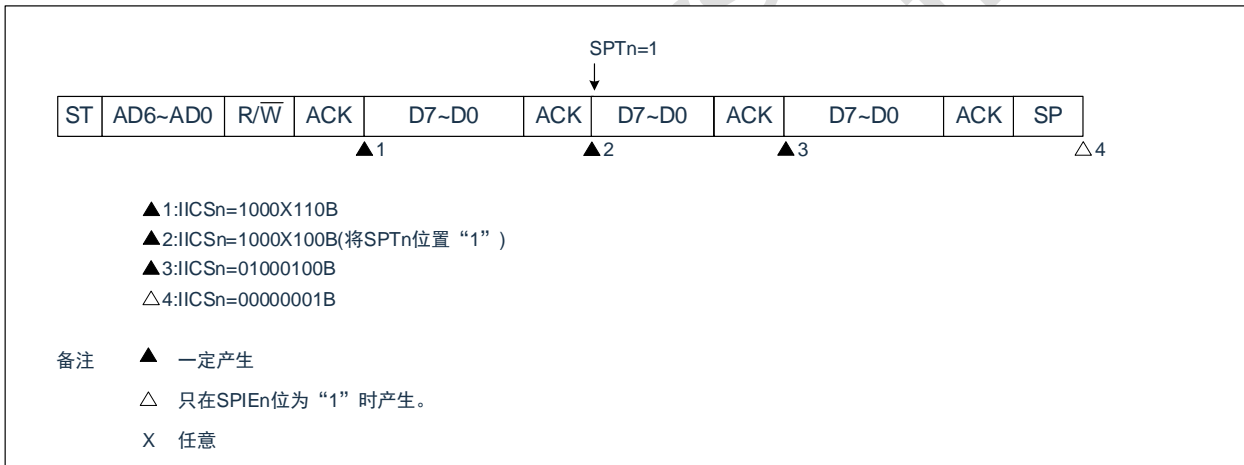 SPTn=1
ST AD6~AD0 R/W̅ ACK D7~D0 ACK D7~D0 ACK D7~D0 ACK SP
▲1 ▲2 ▲3 △4
▲1:IICSn=1000X110B
▲2:IICSn=1000X100B(将SPTn位置“1”)
▲3:IICSn=01000100B
△4:IICSn=00000001B
备注 ▲ 一定产生
△ 只在SPIEn位为“1”时产生。
X 任意